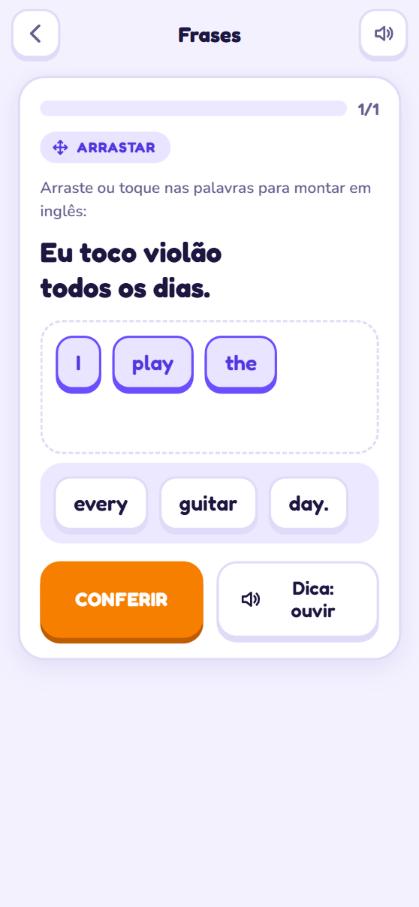 Frases
1/1
ARRASTAR
Arraste ou toque nas palavras para montar em
inglês:
Eu toco violão
todos os dias.
I play the
every guitar day.
CONFERIR
Dica:
ouvir